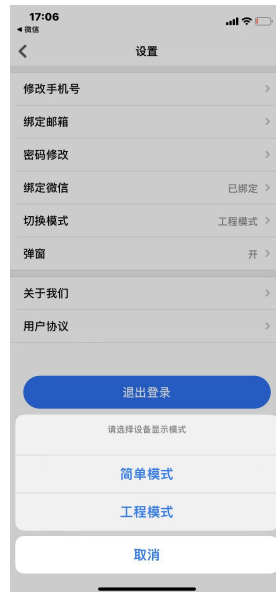 17:06
◀ 微信
设置
修改手机号
绑定邮箱
密码修改
绑定微信 已绑定
切换模式 工程模式
弹窗 开
关于我们
用户协议
退出登录
请选择设备显示模式
简单模式
工程模式
取消